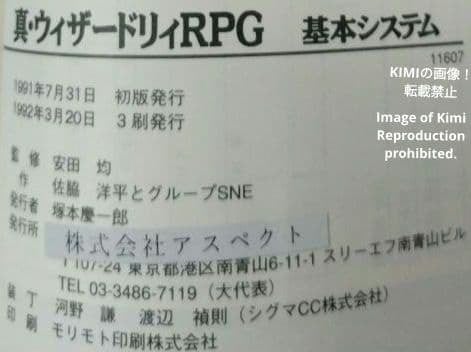 真・ウィザードリィRPG 基本システム
11607
1991年7月31日 初版発行
1992年3月20日 3刷発行
監修 安田 均
作 佐脇 洋平とグループSNE
発行者 塚本慶一郎
発行所 株式会社アスペクト
〒107-24 東京都港区南青山6-11-1 スリーエフ南青山ビル
TEL 03-3486-7119（大代表）
装丁 河野 謙 渡辺 禎則（シグマCC株式会社）
印刷 モリモト印刷株式会社
KIMIの画像！
転載禁止
Image of Kimi
Reproduction
prohibited.